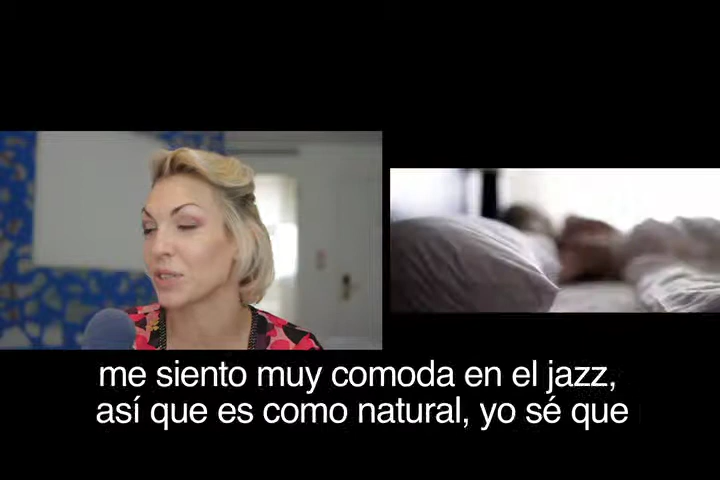 me siento muy comoda en el jazz,
así que es como natural, yo sé que